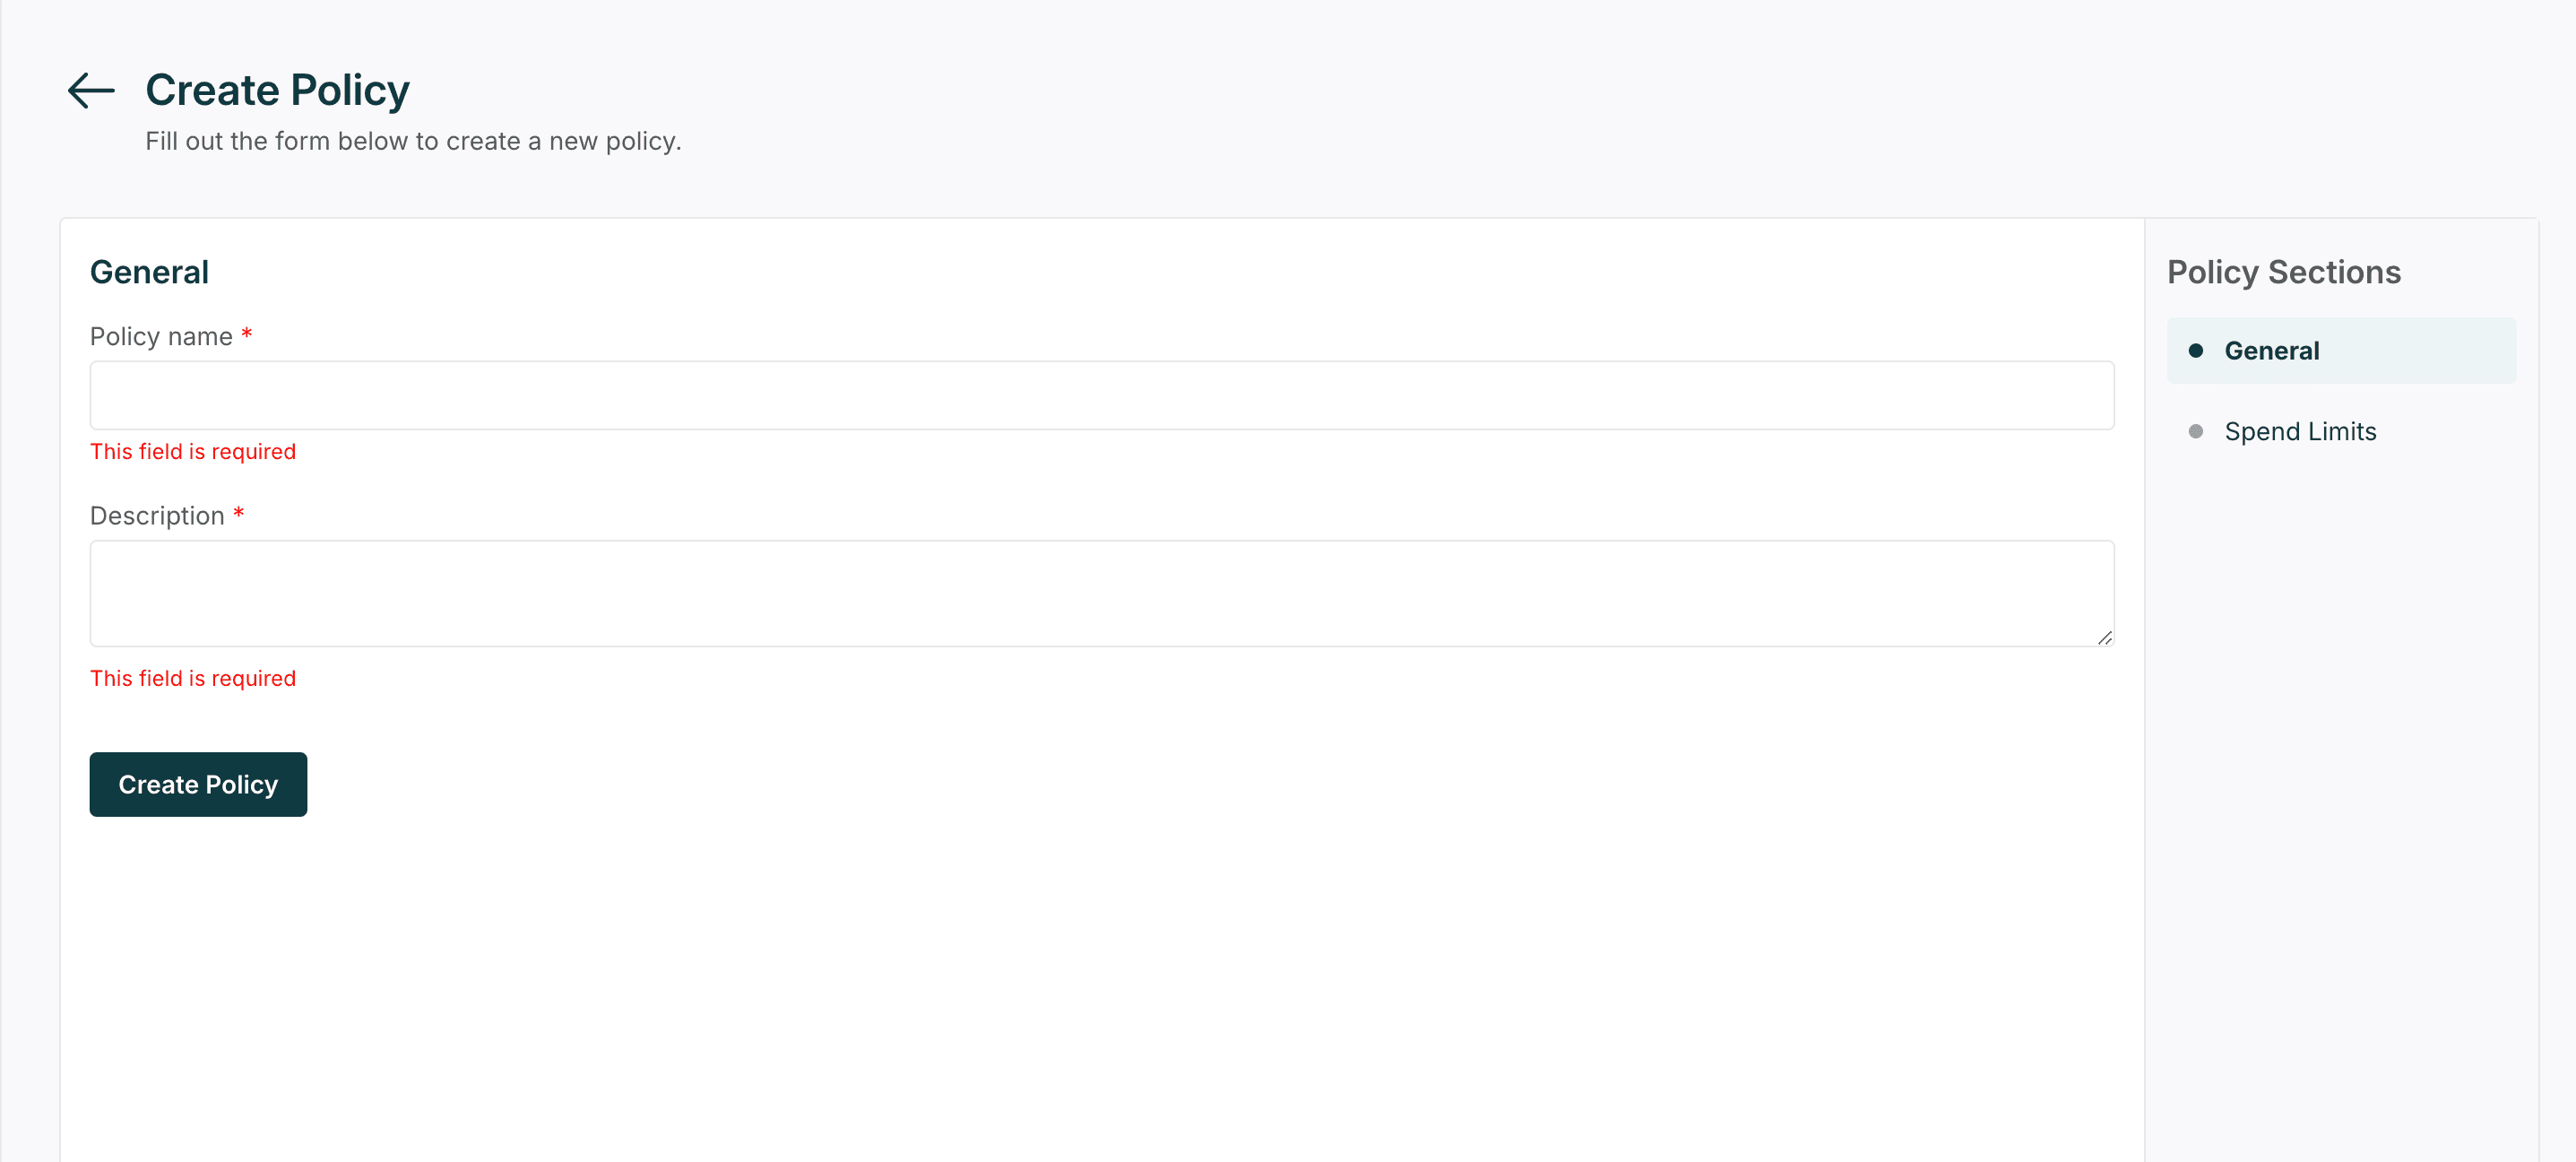 Create Policy
Fill out the form below to create a new policy.
General
Policy name *
This field is required
Description *
This field is required
Create Policy
Policy Sections
General
Spend Limits